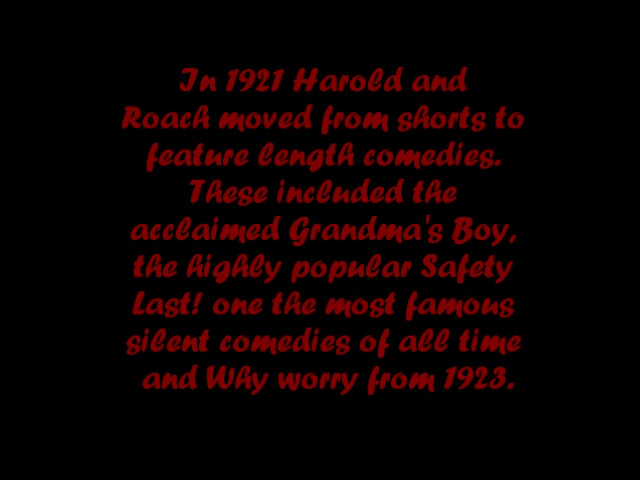 In 1921 Harold and
Roach moved from shorts to
feature length comedies.
These included the
acclaimed Grandma's Boy,
the highly popular Safety
Last! one the most famous
silent comedies of all time
and Why worry from 1923.